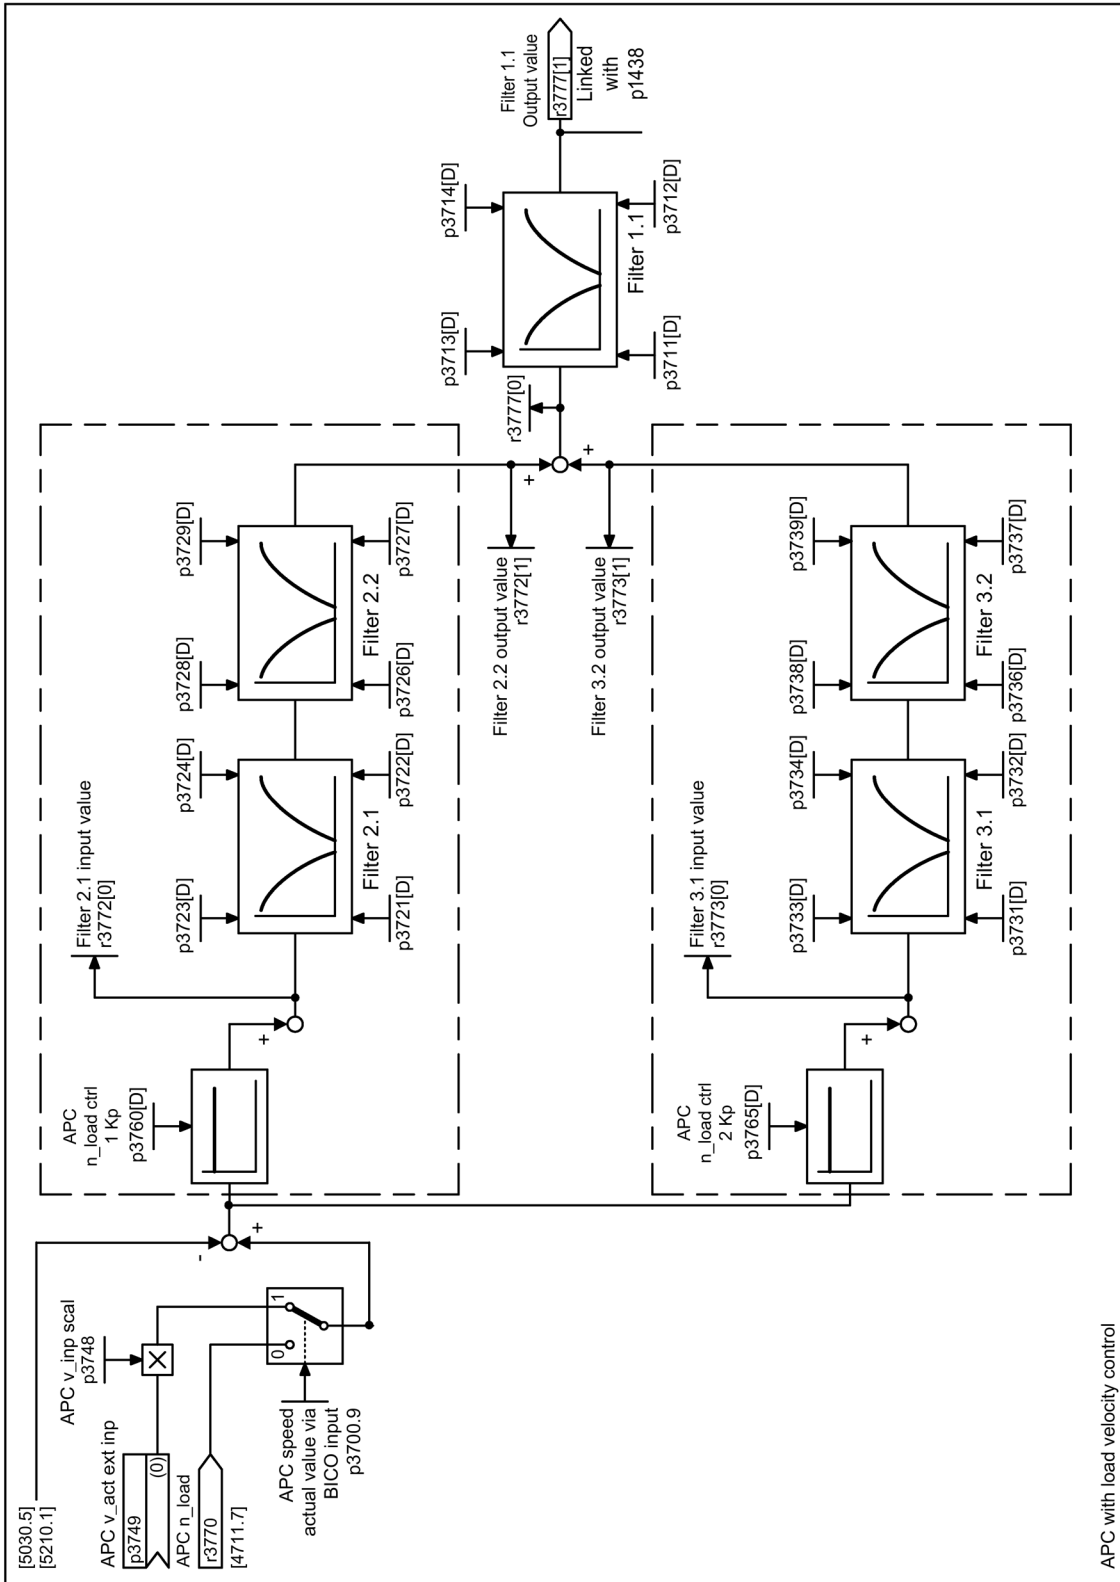 [5030.5]
[5210.1]
APC v_act ext inp
p3749
(0)
APC n_load
r3770
[4711.7]
APC v_inp scal
p3748
0
1
APC speed
actual value via
BICO input
p3700.9
-
+
APC
n_load ctrl
1 Kp
p3760[D]
+
Filter 2.1 input value
r3772[0]
p3723[D]
p3724[D]
p3721[D]
p3722[D]
Filter 2.1
p3728[D]
p3729[D]
p3726[D]
p3727[D]
Filter 2.2
Filter 2.2 output value
r3772[1]
+
APC
n_load ctrl
2 Kp
p3765[D]
+
Filter 3.1 input value
r3773[0]
p3733[D]
p3734[D]
p3731[D]
p3732[D]
Filter 3.1
p3738[D]
p3739[D]
p3736[D]
p3737[D]
Filter 3.2
Filter 3.2 output value
r3773[1]
+
r3777[0]
p3713[D]
p3714[D]
p3711[D]
p3712[D]
Filter 1.1
Filter 1.1
Output value
r3777[1]
Linked
with
p1438
APC with load velocity control